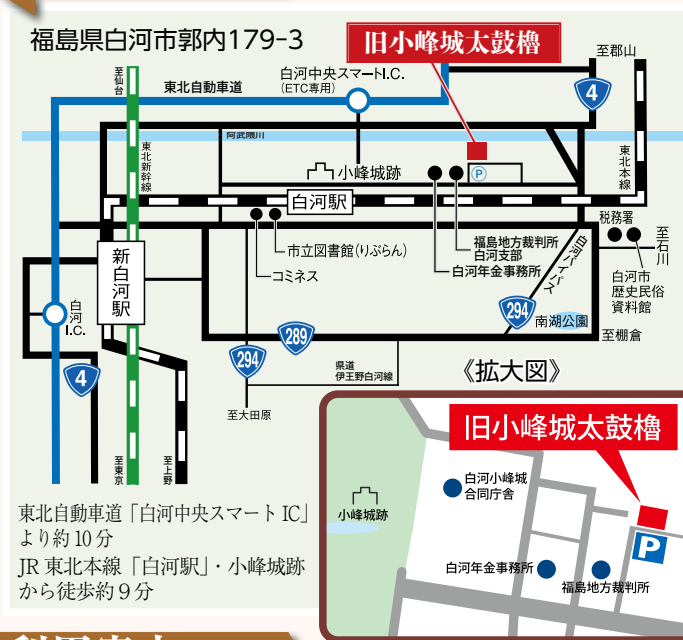 福島県白河市郭内179-3
旧小峰城太鼓櫓
至郡山
至仙台
東北自動車道
白河中央スマートI.C.
(ETC専用)
4
阿武隈川
東北新幹線
東北本線
小峰城跡
P
白河駅
税務署
至石川
市立図書館(りぶらん)
コミネス
福島地方裁判所
白河支部
白河年金事務所
白河バイパス
白河市
歴史民俗
資料館
新白河駅
白河
I.C.
294
南湖公園
289
294
至棚倉
4
県道
伊王野白河線
至大田原
至東京
至上野
《拡大図》
旧小峰城太鼓櫓
小峰城跡
白河小峰城
合同庁舎
P
白河年金事務所
福島地方裁判所
東北自動車道「白河中央スマート IC」
より約10分
JR 東北本線「白河駅」・小峰城跡
から徒歩約9分